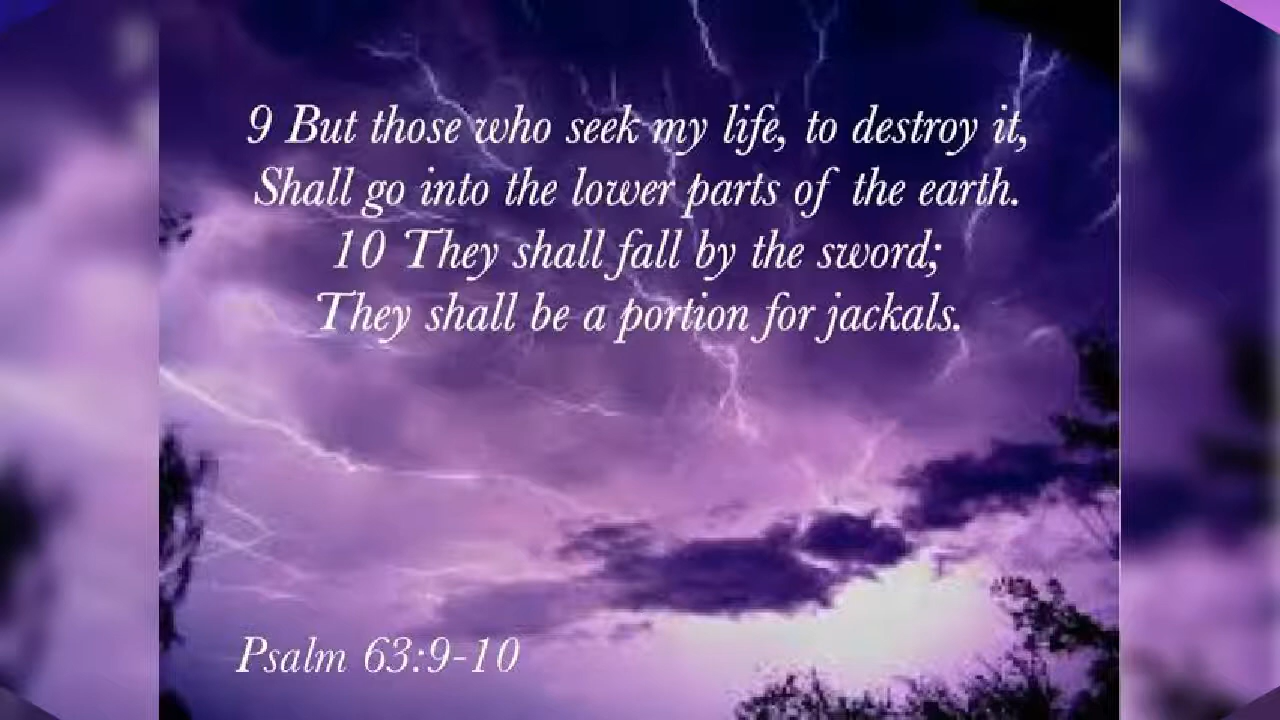 9 But those who seek my life, to destroy it,
Shall go into the lower parts of the earth.
10 They shall fall by the sword;
They shall be a portion for jackals.
Psalm 63:9-10